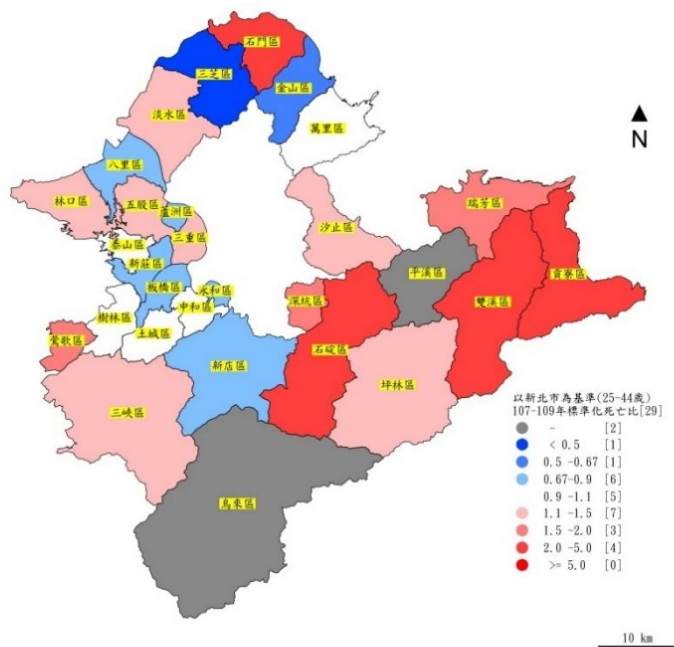 石門區
三芝區
金山區
淡水區
萬里區
N
八里區
林口區
五股區
蘆洲區
瑞芳區
三重區
汐止區
泰山區
平溪區
新莊區
貢寮區
板橋區
永和區
深坑區
雙溪區
樹林區
中和區
鶯歌區
土城區
石碇區
新店區
坪林區
三峽區
烏來區
以新北市為基準(25-44歲)
107-109年標準化死亡比[29]
- [2]
< 0.5 [1]
0.5 -0.67 [1]
0.67-0.9 [6]
0.9 -1.1 [5]
1.1 -1.5 [7]
1.5 -2.0 [3]
2.0 -5.0 [4]
>= 5.0 [0]
10 km